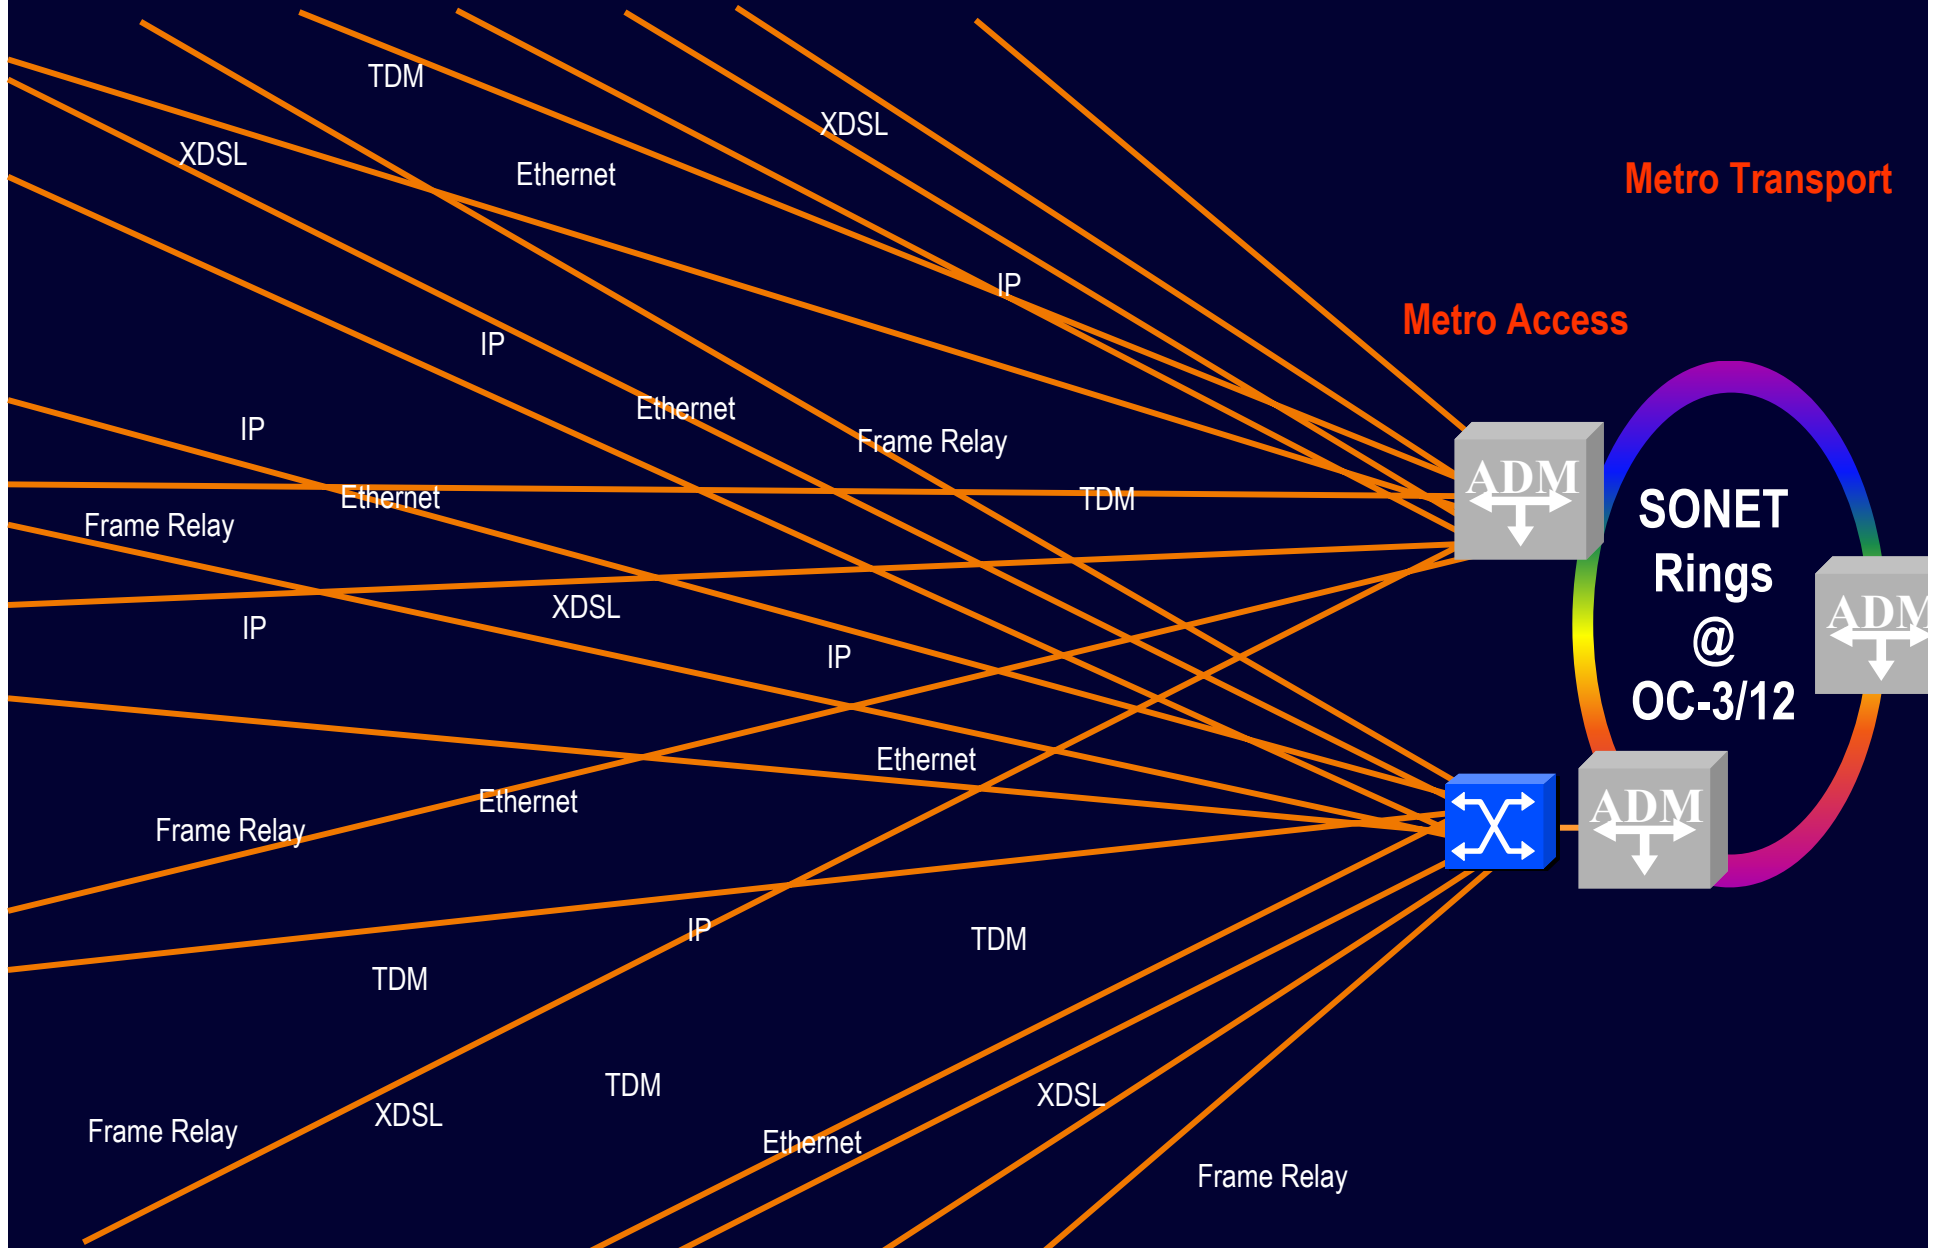 TDM
XDSL
XDSL
Ethernet
Metro Transport
IP
Metro Access
IP
Ethernet
IP
Frame Relay
ADM
Ethernet
TDM
SONET
Frame Relay
Rings
XDSL
ADM
IP
@
IP
OC-3/12
Ethernet
Ethernet
ADM
Frame Relay
IP
TDM
TDM
TDM
XDSL
XDSL
Frame Relay
Ethernet
Frame Relay